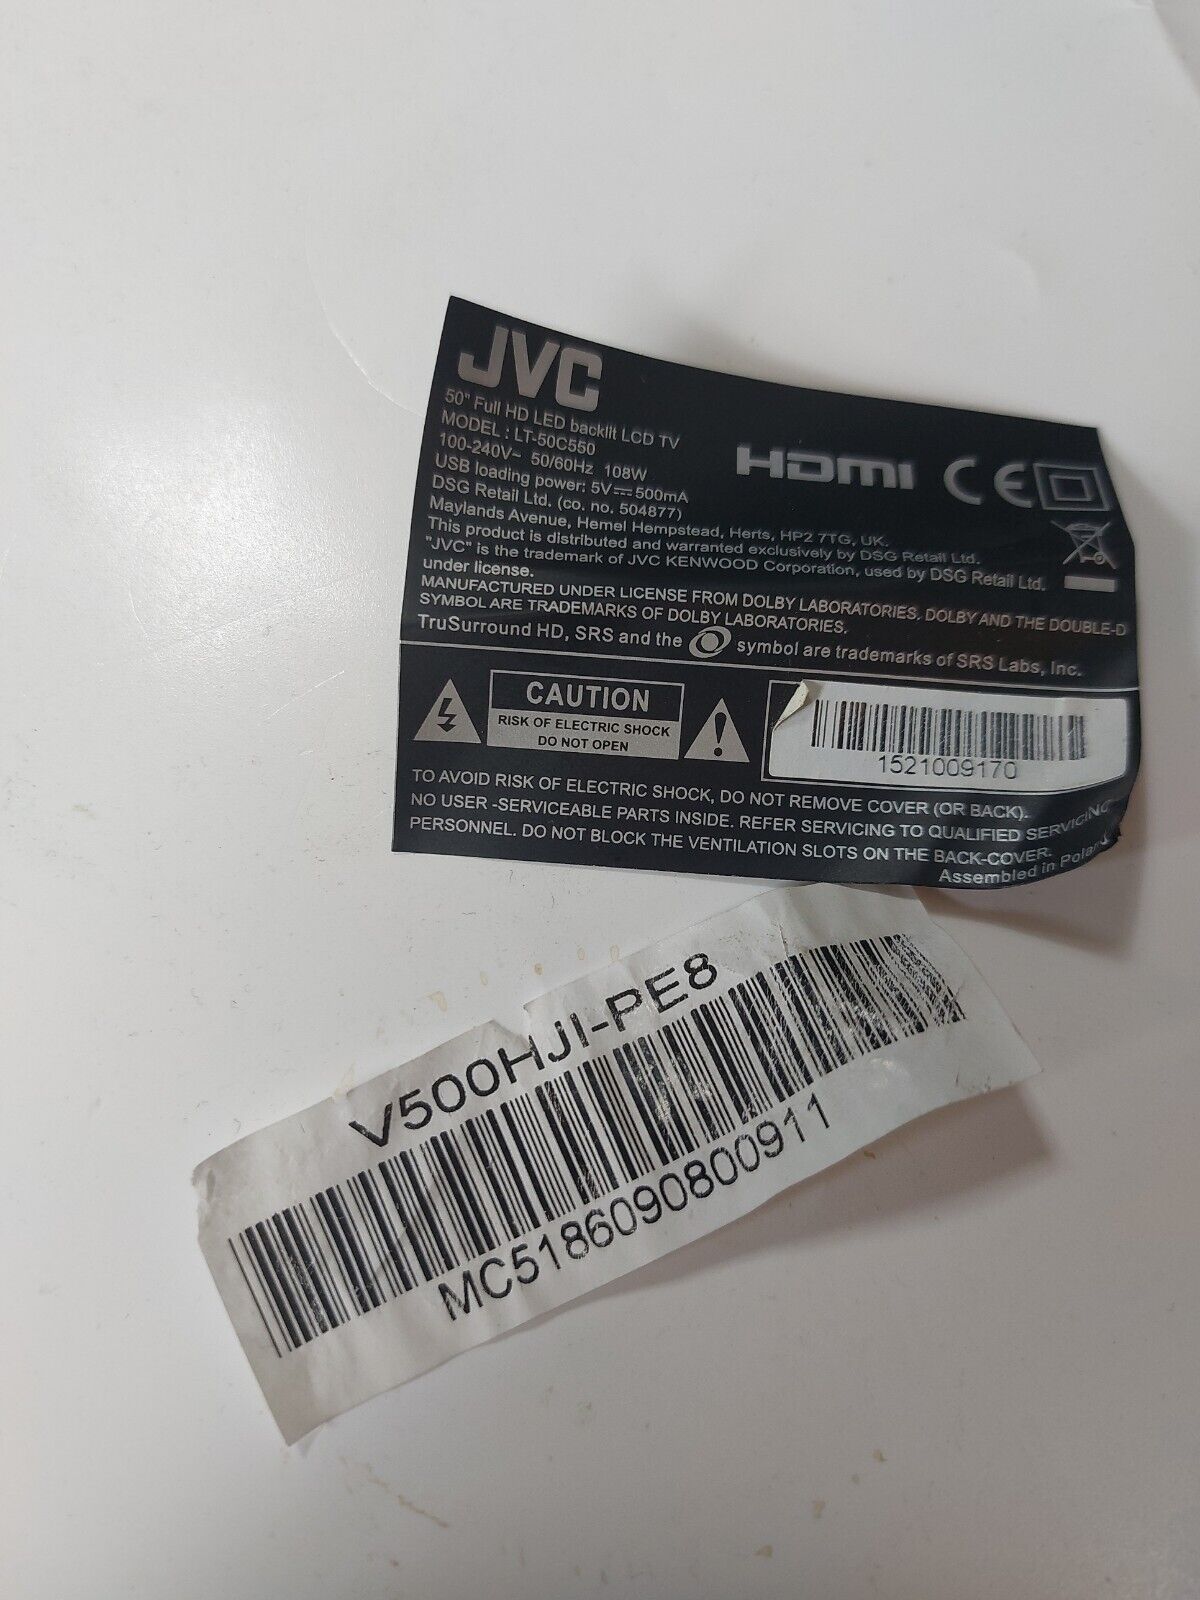 JVC
50" Full HD LED backlit LCD TV
MODEL : LT-50C550
100-240V~ 50/60Hz 108W
USB loading power: 5V⎓500mA
DSG Retail Ltd. (co. no. 504877)
Maylands Avenue, Hemel Hempstead, Herts, HP2 7TG, UK.
This product is distributed and warranted exclusively by DSG Retail Ltd.
"JVC" is the trademark of JVC KENWOOD Corporation, used by DSG Retail Ltd.
under license.
MANUFACTURED UNDER LICENSE FROM DOLBY LABORATORIES. DOLBY AND THE DOUBLE-D
SYMBOL ARE TRADEMARKS OF DOLBY LABORATORIES.
TruSurround HD, SRS and the symbol are trademarks of SRS Labs, Inc.
HDMI CE
CAUTION
RISK OF ELECTRIC SHOCK
DO NOT OPEN
1521009170
TO AVOID RISK OF ELECTRIC SHOCK, DO NOT REMOVE COVER (OR BACK).
NO USER -SERVICEABLE PARTS INSIDE. REFER SERVICING TO QUALIFIED SERVICING
PERSONNEL. DO NOT BLOCK THE VENTILATION SLOTS ON THE BACK-COVER.
Assembled in Poland
V500HJI-PE8
MC5186090800911